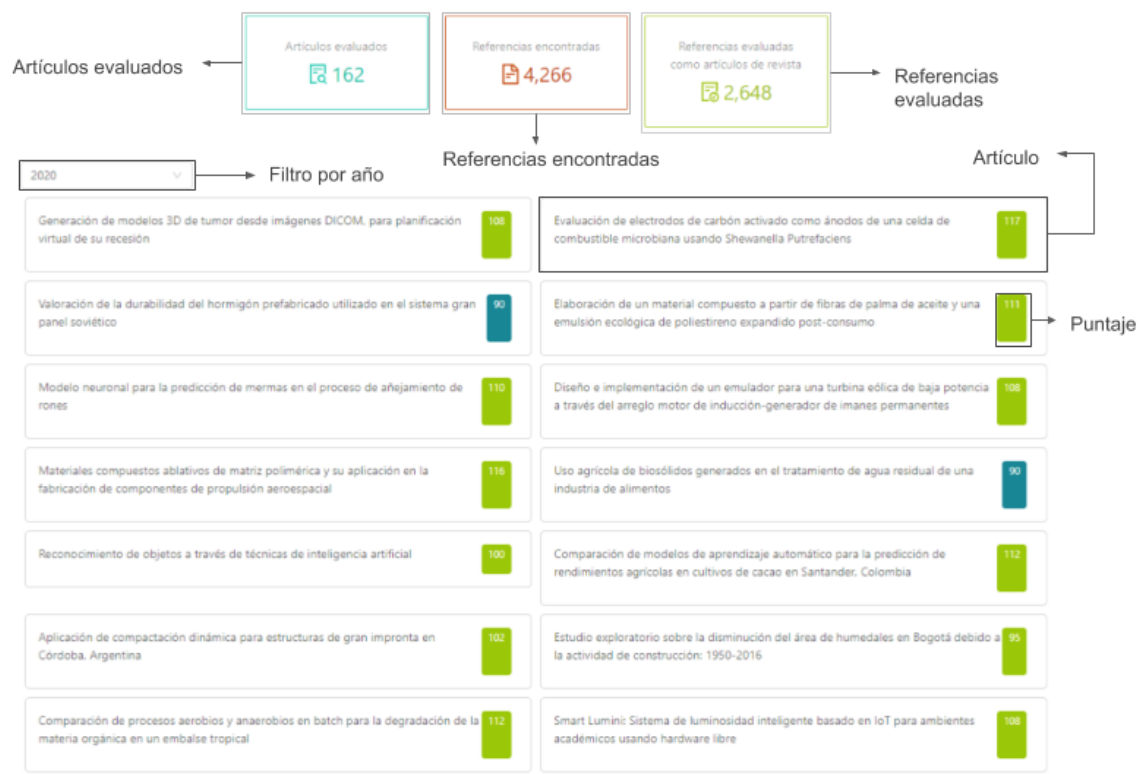 Artículos evaluados
Artículos evaluados
162
Referencias encontradas
4,266
Referencias evaluadas
como artículos de revista
2,648
Referencias
evaluadas
Referencias encontradas
2020
Filtro por año
Artículo
Generación de modelos 3D de tumor desde imágenes DICOM, para planificación
virtual de su recesión
108
Evaluación de electrodos de carbón activado como ánodos de una celda de
combustible microbiana usando Shewanella Putrefaciens
117
Valoración de la durabilidad del hormigón prefabricado utilizado en el sistema gran
panel soviético
90
Elaboración de un material compuesto a partir de fibras de palma de aceite y una
emulsión ecológica de poliestireno expandido post-consumo
111
Puntaje
Modelo neuronal para la predicción de mermas en el proceso de añejamiento de
rones
110
Diseño e implementación de un emulador para una turbina eólica de baja potencia
a través del arreglo motor de inducción-generador de imanes permanentes
108
Materiales compuestos ablativos de matriz polimérica y su aplicación en la
fabricación de componentes de propulsión aeroespacial
116
Uso agrícola de biosólidos generados en el tratamiento de agua residual de una
industria de alimentos
90
Reconocimiento de objetos a través de técnicas de inteligencia artificial
100
Comparación de modelos de aprendizaje automático para la predicción de
rendimientos agrícolas en cultivos de cacao en Santander, Colombia
112
Aplicación de compactación dinámica para estructuras de gran impronta en
Córdoba, Argentina
102
Estudio exploratorio sobre la disminución del área de humedales en Bogotá debido a
la actividad de construcción: 1950-2016
95
Comparación de procesos aerobios y anaerobios en batch para la degradación de la
materia orgánica en un embalse tropical
112
Smart Lumini: Sistema de luminosidad inteligente basado en IoT para ambientes
académicos usando hardware libre
108